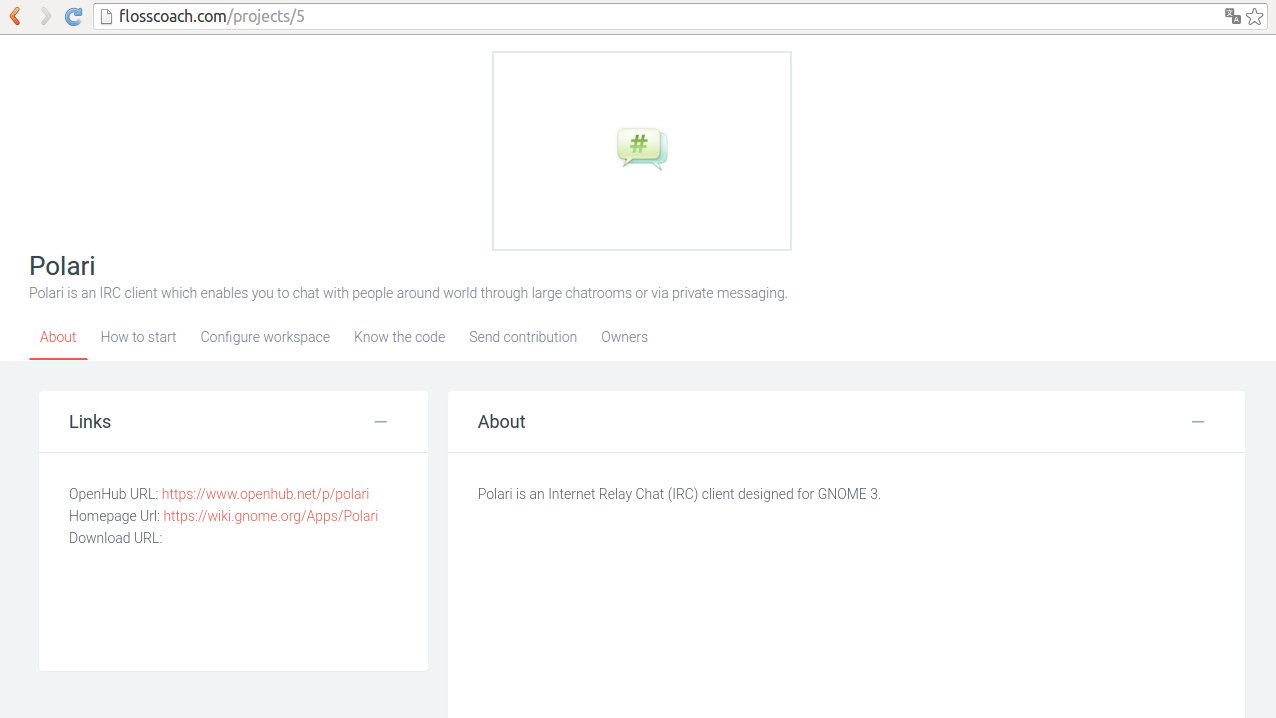 flosscoach.com/projects/5
#
Polari
Polari is an IRC client which enables you to chat with people around world through large chatrooms or via private messaging.
About How to start Configure workspace Know the code Send contribution Owners
Links
OpenHub URL: https://www.openhub.net/p/polari
Homepage Url: https://wiki.gnome.org/Apps/Polari
Download URL:
About
Polari is an Internet Relay Chat (IRC) client designed for GNOME 3.